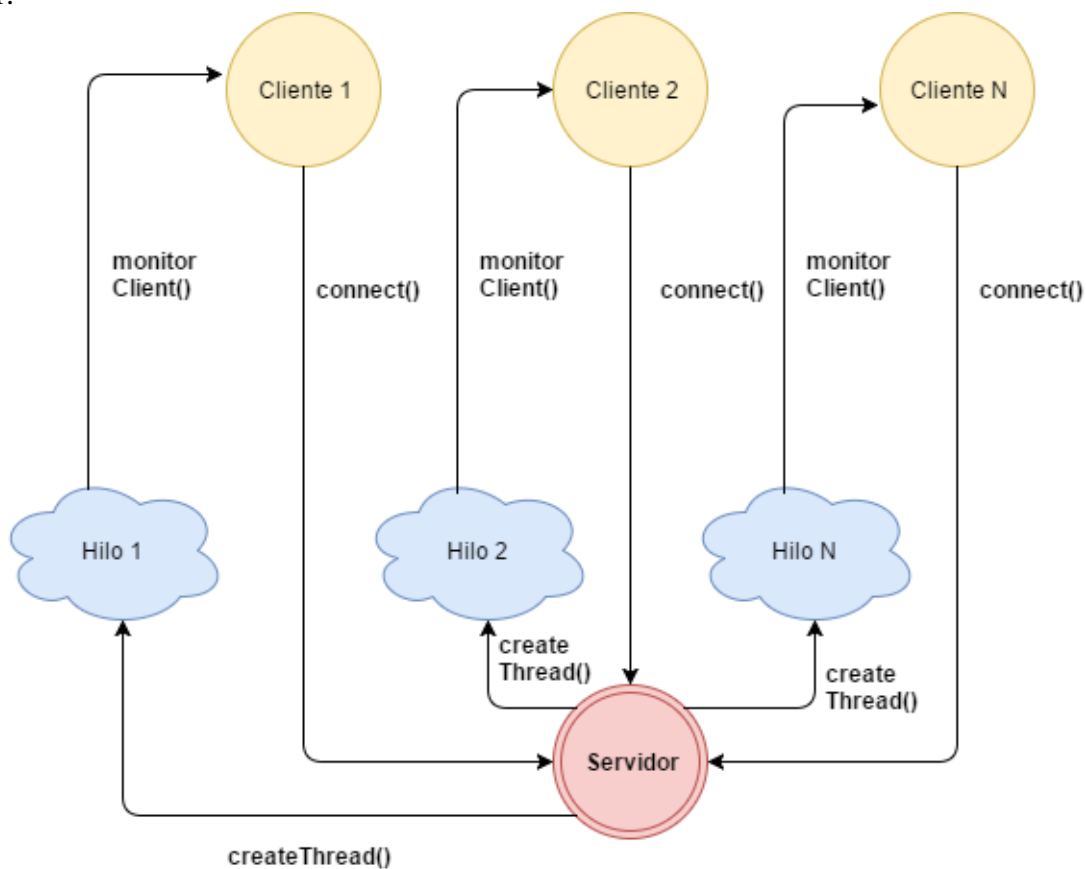 Cliente 1
Cliente 2
Cliente N
monitor
Client()
connect()
monitor
Client()
connect()
monitor
Client()
connect()
Hilo 1
Hilo 2
Hilo N
create
Thread()
create
Thread()
Servidor
createThread()